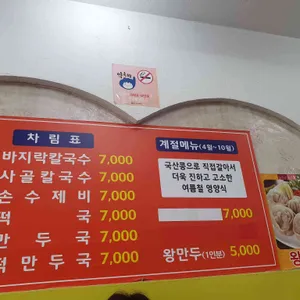 차림표
바지락칼국수 7,000
사골칼국수 7,000
손수제비 7,000
떡국 7,000
만두국 7,000
떡만두국 7,000
계절메뉴(4월~10월)
국산콩으로 직접갈아서
더욱 진하고 고소한
여름철 영양식
7,000
왕만두(1인분) 5,000